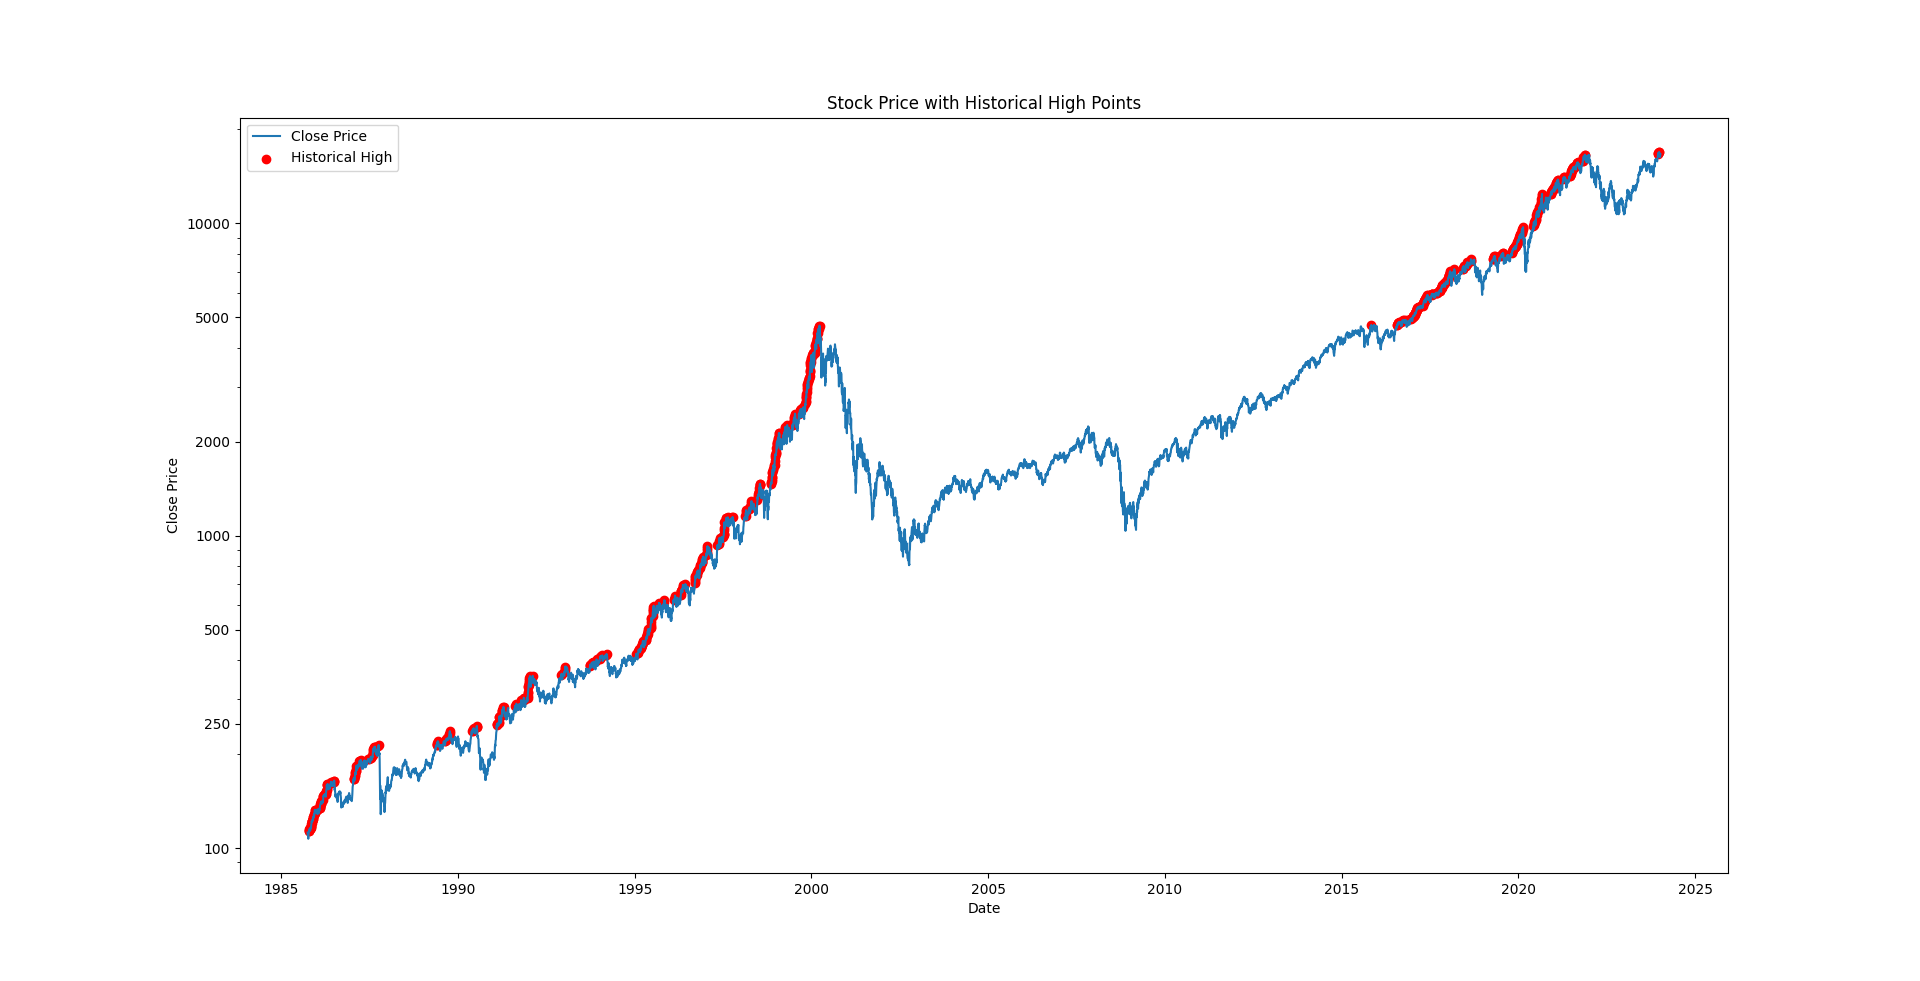 Stock Price with Historical High Points
Close Price
Historical High
Close Price
10000
5000
2000
1000
500
250
100
1985 1990 1995 2000 2005 2010 2015 2020 2025
Date